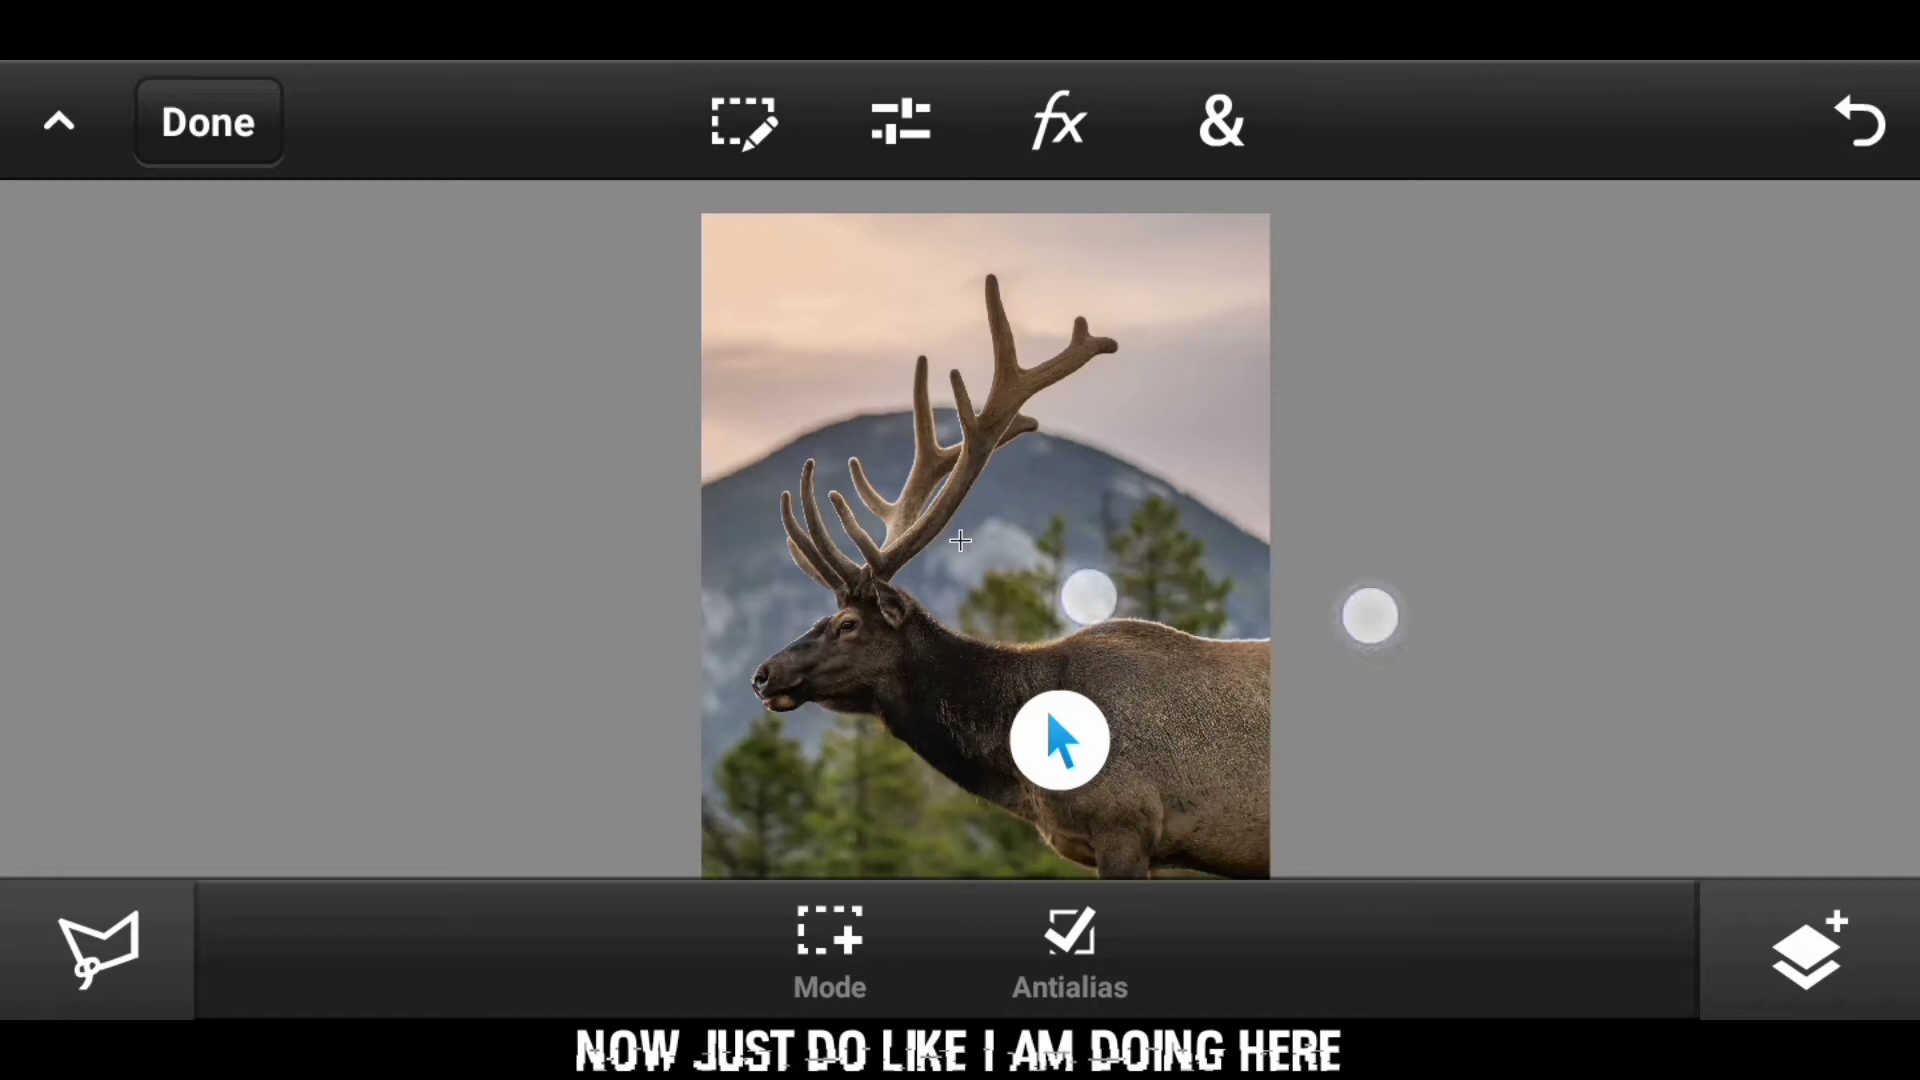 Done
fx
&
Mode
Antialias
NOW JUST DO LIKE I AM DOING HERE